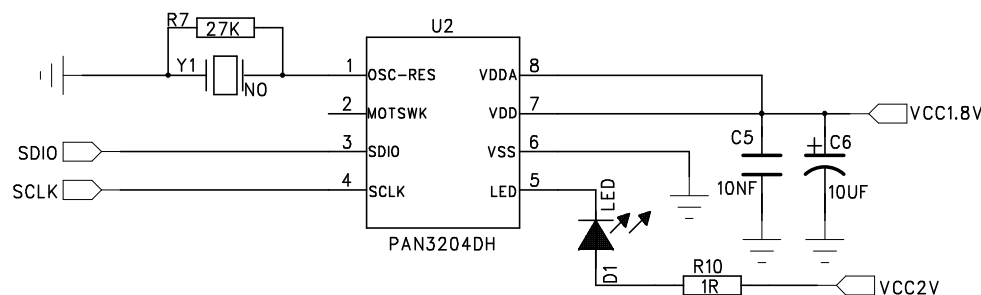 R7
27K
Y1
NO
U2
1
OSC-RES
2
MOTSWK
3
SDIO
SDIO
4
SCLK
SCLK
VDDA
8
VDD
7
VSS
6
LED
5
PAN3204DH
VCC1.8V
C5
10NF
C6
+
10UF
LED
D1
R10
1R
VCC2V